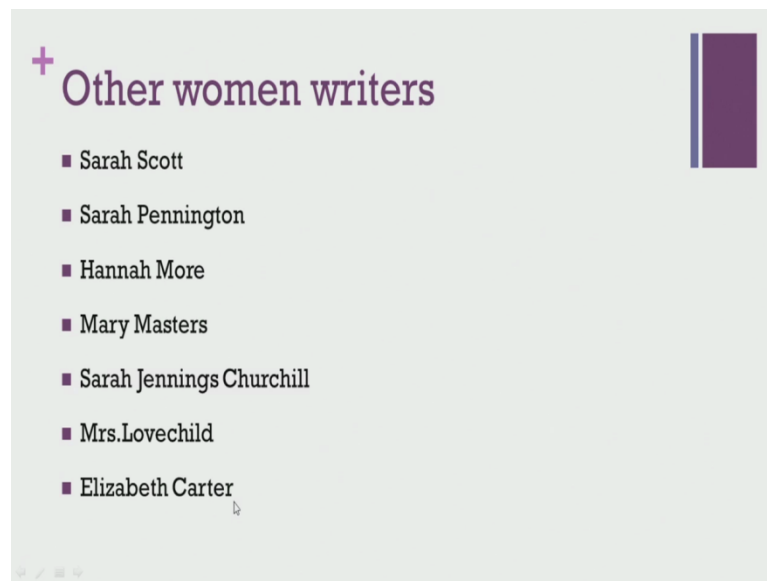 Other women writers
Sarah Scott
Sarah Pennington
Hannah More
Mary Masters
Sarah Jennings Churchill
Mrs.Lovechild
Elizabeth Carter